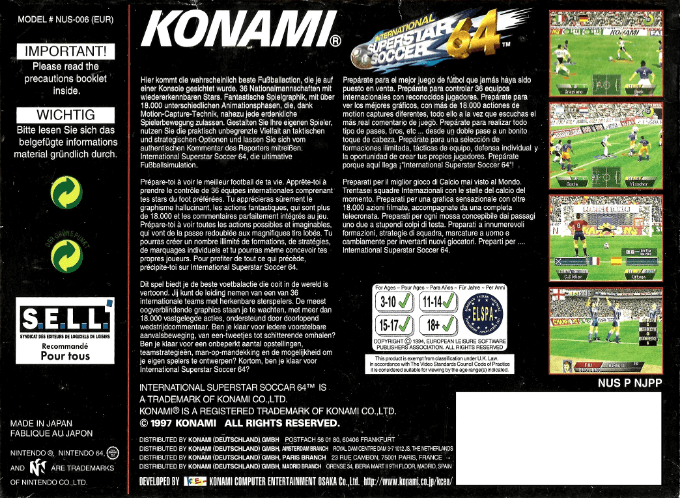 MODEL # NUS-006 (EUR)
IMPORTANT!
Please read the
precautions booklet
inside.
WICHTIG
Bitte lesen Sie sich das
beigefügte informations
material gründlich durch.
S.E.L.L.
SYNDICAT DES EDITEURS DE LOGICIELS DE LOISIRS
Recommandé
Pour tous
MADE IN JAPAN
FABLIQUE AU JAPON
NINTENDO®, NINTENDO 64,
AND ARE TRADEMARKS
OF NINTENDO CO.,LTD.
KONAMI®
INTERNATIONAL
SUPERSTAR
SOCCER 64™
Hier kommt die wahrscheinlich beste Fußballaction, die je auf
einer Konsole gesichtet wurde. 36 Nationalmannschaften mit
wiedererkennbaren Stars. Fantastische Spielgraphik, mit über
18.000 unterschiedlichen Animationsphasen, die, dank
Motion-Capture-Technik, nahezu jede erdenkliche
Spielerbewegung zulassen. Gestalten Sie Ihre eigenen Spieler,
nutzen Sie die praktisch unbegrenzte Vielfalt an taktischen
und strategischen Optionen und lassen Sie sich vom
authentischen Kommentar des Reporters mitreißen.
International Superstar Soccer 64, die ultimative
Fußballsimulation.
Prépare-toi à voir le meilleur football de ta vie. Apprête-toi à
prendre le contrôle de 36 équipes internationales comprenant
tes stars du foot préférées. Tu apprécieras sûrement le
graphisme hallucinant, les actions fantastiques, qui sont plus
de 18.000 et les commentaires parfaitement intégrés au jeu.
Prépare-toi à voir toutes les actions possibles et imaginables,
qui vont de la passe redoublée aux magnifiques tirs lobés. Tu
pourras créer un nombre illimité de formations, de stratégies,
de marquages individuels et tu pourras même concevoir tes
propres joueurs. Pour profiter de tout ce qui précède,
précipite-toi sur International Superstar Soccer 64.
Dit spel biedt je de beste voetbalactie die ooit in de wereld is
vertoond. Jij kunt de leiding nemen van een van 36
internationale teams met herkenbare sterspelers. De meest
oogverblindende graphics staan je te wachten, met meer dan
18.000 vastgelegde acties, ondersteund door doorlopend
wedstrijdcommentaar. Ben je klaar voor iedere voorstelbare
aanvalsbeweging, van een-tweetjes tot schitterende omhalen?
Ben je klaar voor een onbeperkt aantal opstellingen,
teamstrategieën, man-op-mandekking en de mogelijkheid om
je eigen spelers te ontwerpen? Kortom, ben je klaar voor
International Superstar Soccer 64?
Prepárate para el mejor juego de fútbol que jamás haya sido
puesto en venta. Prepárate para controlar 36 equipos
internacionales con reconocidos jugadores. Prepárate para
ver los mejores gráficos, con más de 18.000 acciones de
motion captures diferentes, todo ello a la vez que escuchas el
más real comentario de juego. Prepárate para realizar todo
tipo de pases, tiros, etc ... desde un doble pase a un bonito
toque de cabeza. Prepárate para una selección de
formaciones ilimitada, tácticas de equipo, defensa individual y
la oportunidad de crear tus propios jugadores. Prepárate
porque aquí llega ¡"International Superstar Soccer 64!
Preparati per il miglior gioco di Calcio mai visto al Mondo.
Trentasei squadre Internazionali con le stelle del calcio del
momento. Preparati per una grafica sensazionale con oltre
18.000 azioni filmate, accompagnate da una completa
telecronaca. Preparati per ogni mossa concepibile dai passagi
uno due a stupendi colpi di testa. Preparati a innumerevoli
formazioni, strategie di squadra, marcature a uomo e
cambiamente per invertarti nuovi giocatori. Preparti per ....
International Superstar Soccer 64.
For Ages – Pour Ages – Para Años – Für Jahre – Per Anni
3-10 11-14
15-17 18+
ELSPA
COPYRIGHT © 1994, EUROPEAN LEISURE SOFTWARE
PUBLISHERS ASSOCIATION. ALL RIGHTS RESERVED
This product is exempt from classification under U.K. Law.
In accordance with The Video Standards Council Code of Practice
it is considered suitable for viewing by the age range(s) indicated.
NUS P NJPP
INTERNATIONAL SUPERSTAR SOCCAR 64™ IS
A TRADEMARK OF KONAMI CO.,LTD.
KONAMI® IS A REGISTERED TRADEMARK OF KONAMI CO.,LTD.
© 1997 KONAMI ALL RIGHTS RESERVED.
DISTRIBUTED BY KONAMI (DEUTSCHLAND) GMBH POSTFACH 56 01 80, 60406 FRANKFURT
DISTRIBUTED BY KONAMI (DEUTSCHLAND) GMBH, AMSTERDAM BRANCH ROYAL DAM CENTRE DAM 3-7 1012JS, THE NETHERLANDS
DISTRIBUTED BY KONAMI (DEUTSCHLAND) GMBH, PARIS BRANCH 23 RUE CAMBON, 75001 PARIS, FRANCE
DISTRIBUTED BY KONAMI (DEUTSCHLAND) GMBH, MADRID BRANCH ORENSE 34, IBERIA MART II 9TH FLOOR, MADRID, SPAIN
DEVELOPED BY KCE KONAMI COMPUTER ENTERTAINMENT OSAKA Co., Ltd. http://www.konami.co.jp/kceo/